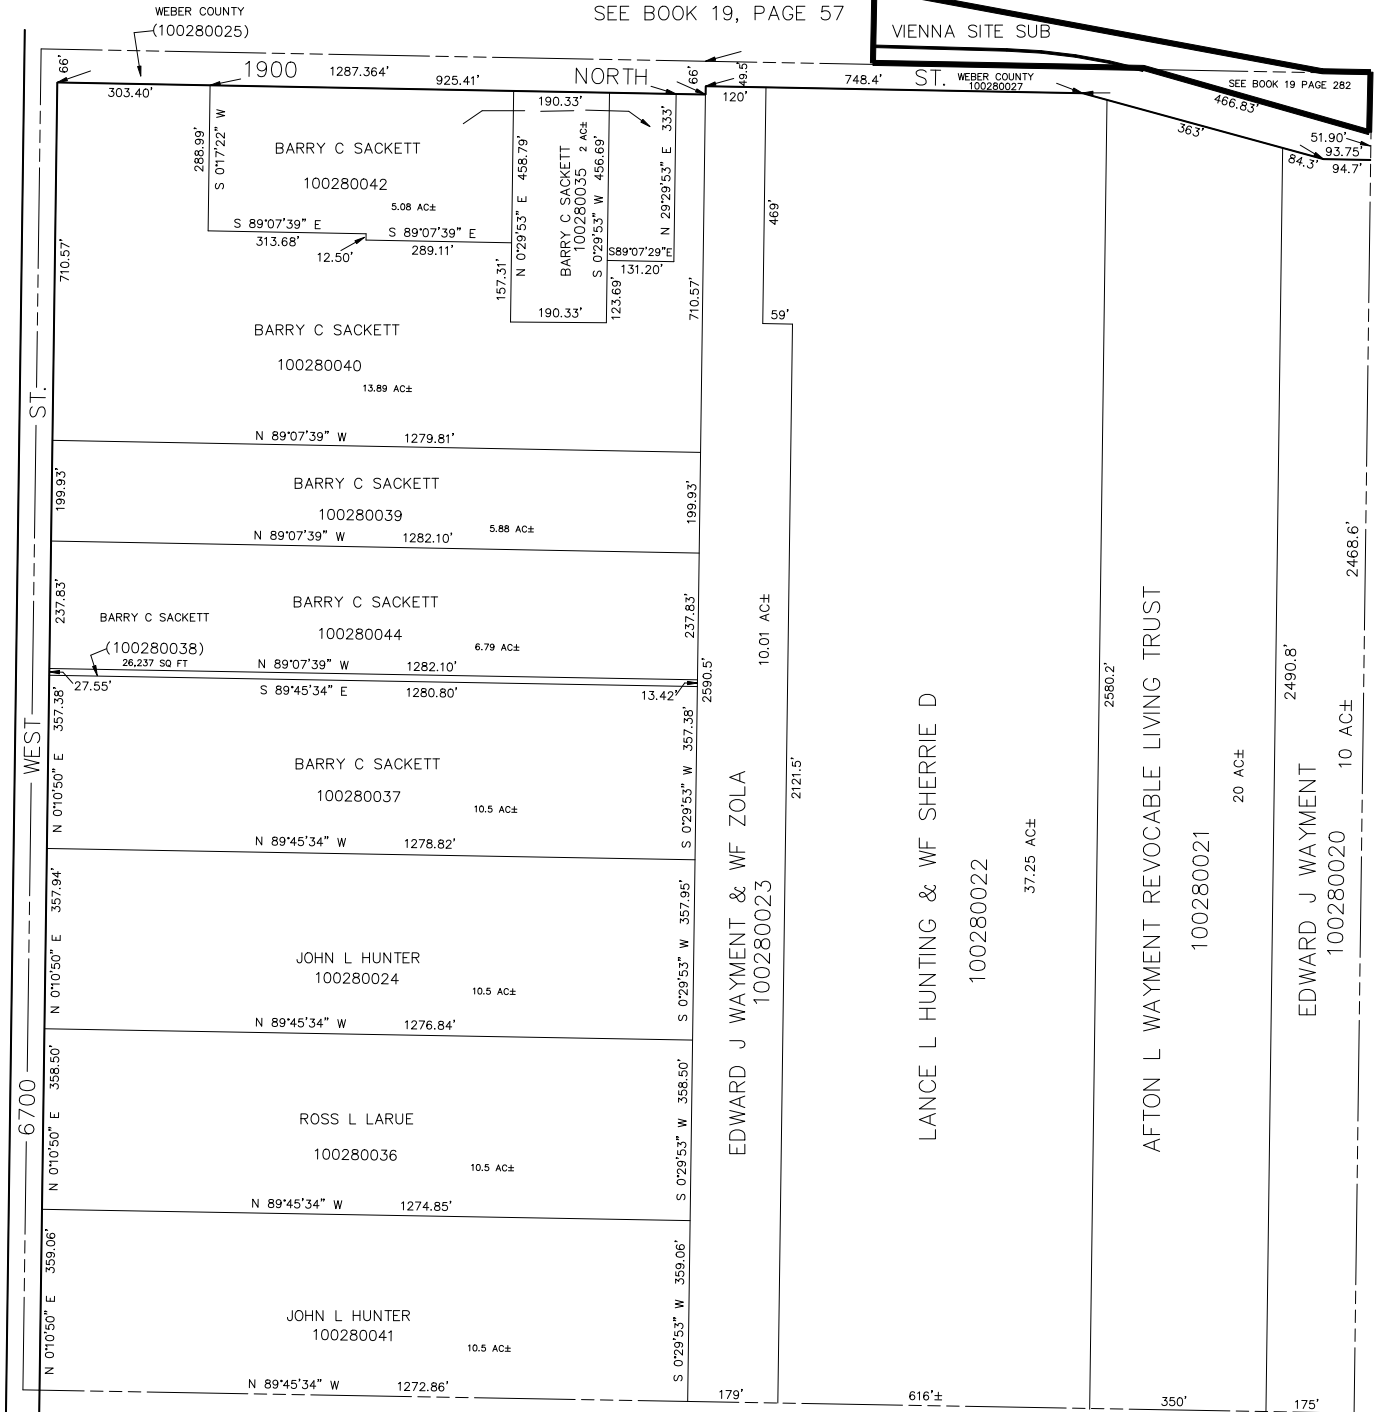 WEBER COUNTY
(100280025)
SEE BOOK 19, PAGE 57
VIENNA SITE SUB
66'
1900
1287.364'
925.41'
NORTH
66'
49.5'
748.4'
ST.
WEBER COUNTY
100280027
SEE BOOK 19 PAGE 282
466.83'
303.40'
190.33'
120'
363'
51.90'
93.75'
84.3'
94.7'
288.99'
S 0°17'22" W
BARRY C SACKETT
100280042
5.08 AC±
N 0°29'53" E 458.79'
BARRY C SACKETT
100280035 2 AC±
S 0°29'53" W 456.69'
N 29°29'53" E 333'
469'
S 89°07'39" E
313.68'
12.50'
S 89°07'39" E
289.11'
S89°07'29"E
131.20'
710.57'
157.31'
190.33'
123.69'
710.57'
59'
BARRY C SACKETT
100280040
13.89 AC±
ST.
N 89°07'39" W 1279.81'
199.93'
BARRY C SACKETT
100280039
5.88 AC±
199.93'
N 89°07'39" W 1282.10'
237.83'
BARRY C SACKETT
100280044
6.79 AC±
237.83'
BARRY C SACKETT
(100280038)
26,237 SQ FT
N 89°07'39" W 1282.10'
27.55'
S 89°45'34" E 1280.80'
13.42'
WEST
N 0°10'50" E 357.38'
BARRY C SACKETT
100280037
10.5 AC±
S 0°29'53" W 357.38'
N 89°45'34" W 1278.82'
N 0°10'50" E 357.94'
JOHN L HUNTER
100280024
10.5 AC±
S 0°29'53" W 357.95'
N 89°45'34" W 1276.84'
6700
N 0°10'50" E 358.50'
ROSS L LARUE
100280036
10.5 AC±
S 0°29'53" W 358.50'
N 89°45'34" W 1274.85'
N 0°10'50" E 359.06'
JOHN L HUNTER
100280041
10.5 AC±
S 0°29'53" W 359.06'
N 89°45'34" W 1272.86'
2590.5'
EDWARD J WAYMENT & WF ZOLA
100280023
10.01 AC±
2121.5'
179'
LANCE L HUNTING & WF SHERRIE D
100280022
37.25 AC±
616'±
2580.2'
AFTON L WAYMENT REVOCABLE LIVING TRUST
100280021
20 AC±
350'
2490.8'
EDWARD J WAYMENT
100280020
10 AC±
2468.6'
175'